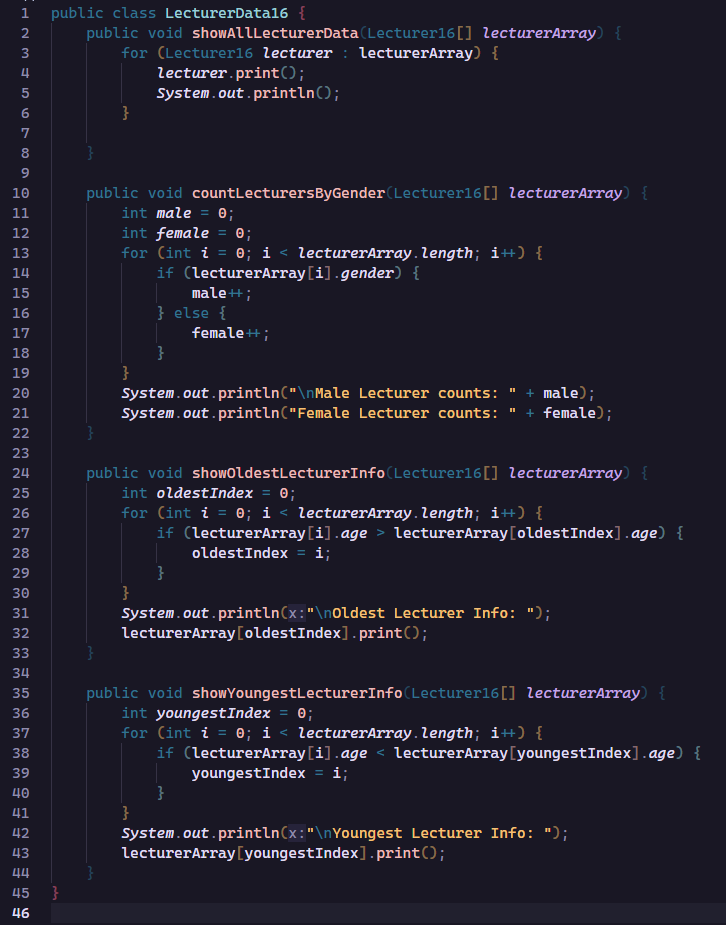 1 public class LecturerData16 {
2     public void showAllLecturerData(Lecturer16[] lecturerArray) {
3         for (Lecturer16 lecturer : lecturerArray) {
4             lecturer.print();
5             System.out.println();
6         }
7
8     }
9
10     public void countLecturersByGender(Lecturer16[] lecturerArray) {
11         int male = 0;
12         int female = 0;
13         for (int i = 0; i < lecturerArray.length; i++) {
14             if (lecturerArray[i].gender) {
15                 male++;
16             } else {
17                 female++;
18             }
19         }
20         System.out.println("\nMale Lecturer counts: " + male);
21         System.out.println("Female Lecturer counts: " + female);
22     }
23
24     public void showOldestLecturerInfo(Lecturer16[] lecturerArray) {
25         int oldestIndex = 0;
26         for (int i = 0; i < lecturerArray.length; i++) {
27             if (lecturerArray[i].age > lecturerArray[oldestIndex].age) {
28                 oldestIndex = i;
29             }
30         }
31         System.out.println(x:"\nOldest Lecturer Info: ");
32         lecturerArray[oldestIndex].print();
33     }
34
35     public void showYoungestLecturerInfo(Lecturer16[] lecturerArray) {
36         int youngestIndex = 0;
37         for (int i = 0; i < lecturerArray.length; i++) {
38             if (lecturerArray[i].age < lecturerArray[youngestIndex].age) {
39                 youngestIndex = i;
40             }
41         }
42         System.out.println(x:"\nYoungest Lecturer Info: ");
43         lecturerArray[youngestIndex].print();
44     }
45 }
46